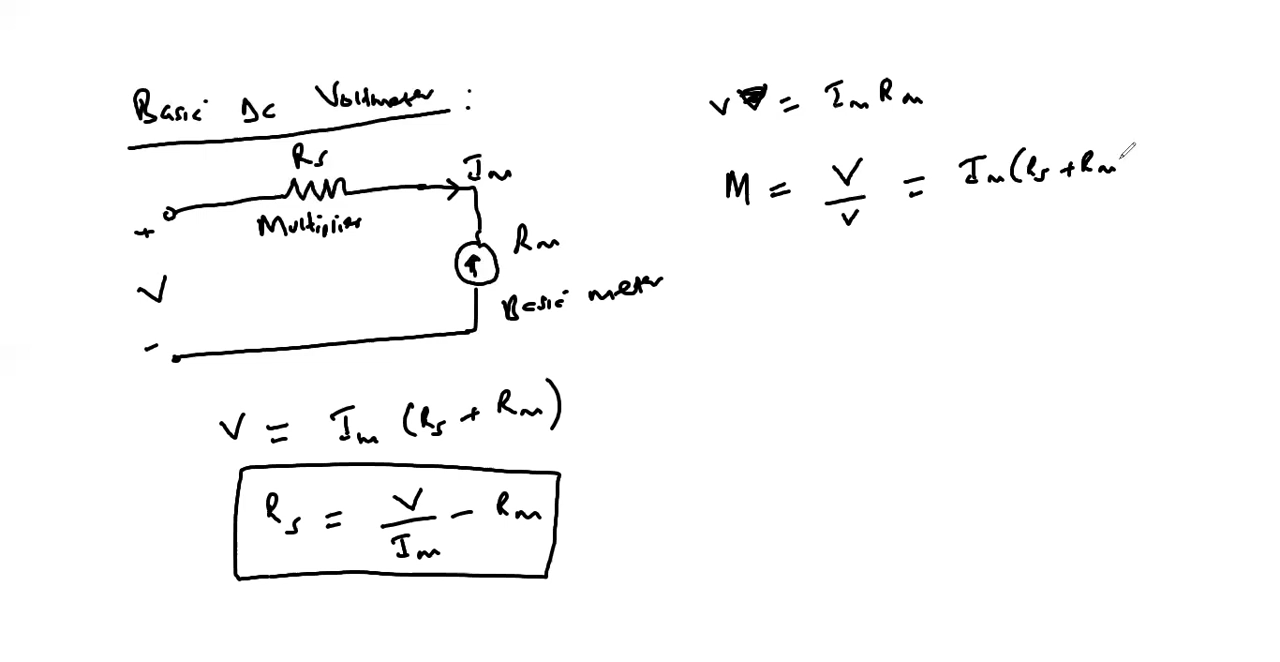 Basic DC Voltmeter :
Rs
Im
+
Multiplier
Rm
V
Basic meter
-
V = Im (Rs + Rm)
Rs = V/Im - Rm
v = Im Rm
M = V/v = Im(Rs + Rm